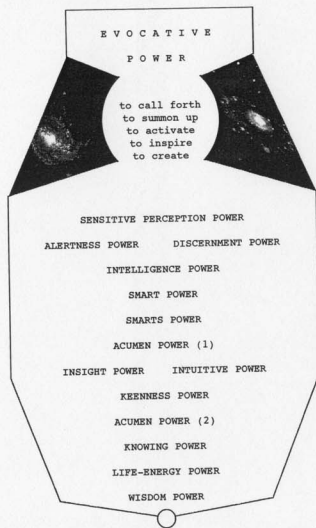 EVOCATIVE
POWER
to call forth
to summon up
to activate
to inspire
to create
SENSITIVE PERCEPTION POWER
ALERTNESS POWER DISCERNMENT POWER
INTELLIGENCE POWER
SMART POWER
SMARTS POWER
ACUMEN POWER (1)
INSIGHT POWER INTUITIVE POWER
KEENNESS POWER
ACUMEN POWER (2)
KNOWING POWER
LIFE-ENERGY POWER
WISDOM POWER